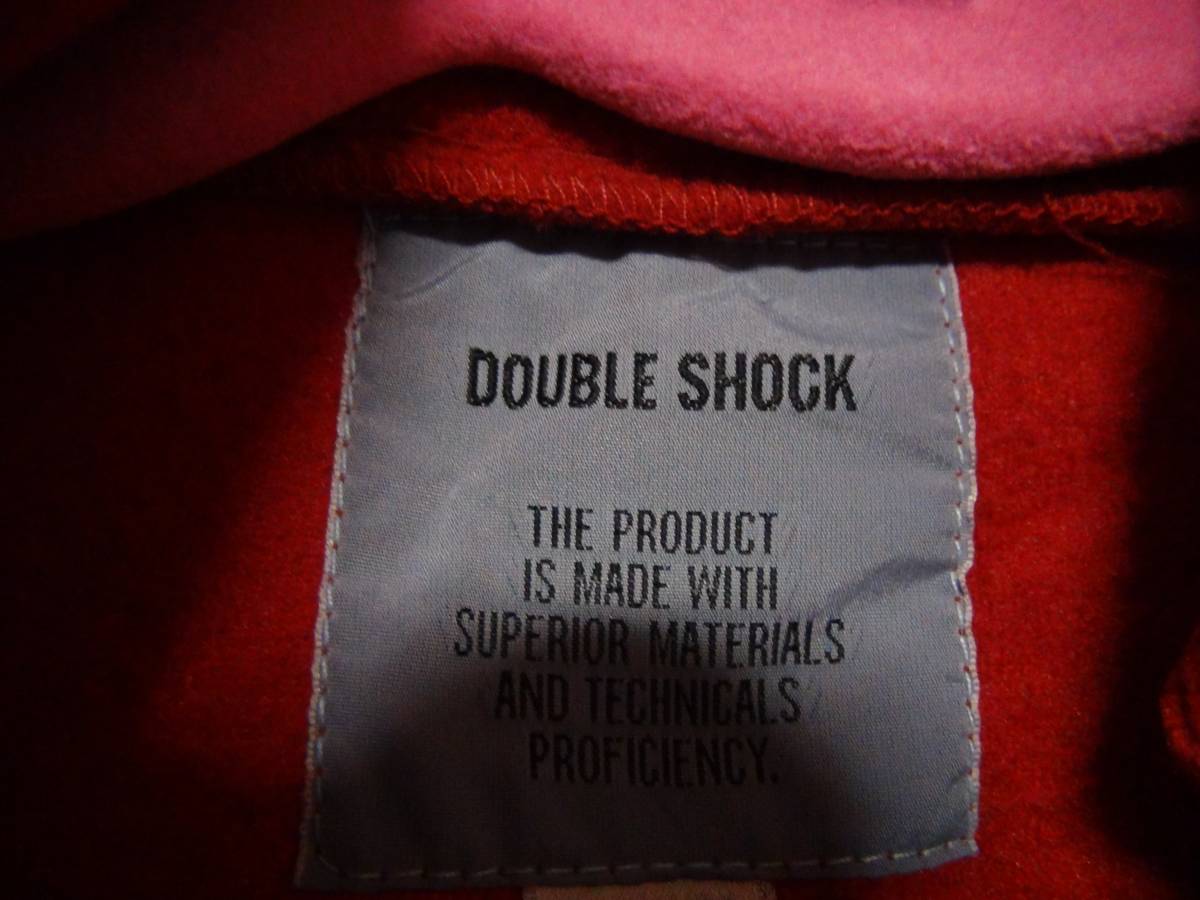 DOUBLE SHOCK
THE PRODUCT
IS MADE WITH
SUPERIOR MATERIALS
AND TECHNICALS
PROFICIENCY.